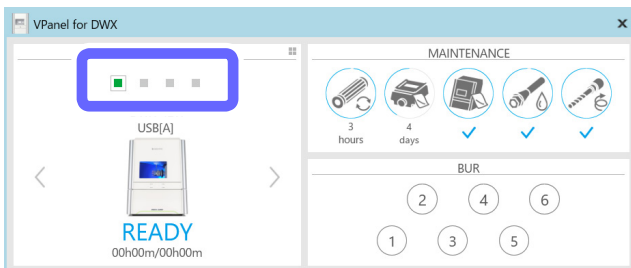 VPanel for DWX
MAINTENANCE
USB[A]
READY
00h00m/00h00m
3
hours
4
days
BUR
2 4 6
1 3 5